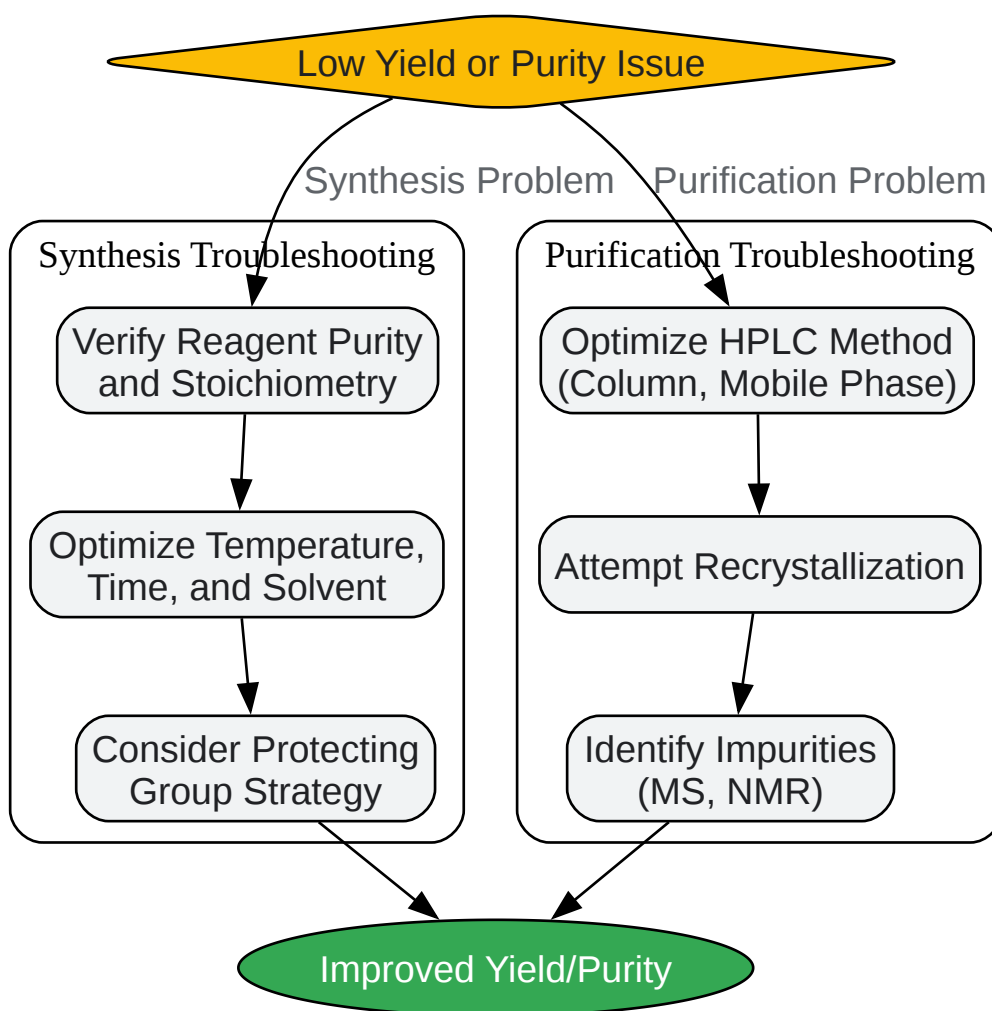 Low Yield or Purity Issue
Synthesis Problem
Purification Problem
Synthesis Troubleshooting
Verify Reagent Purity
and Stoichiometry
Optimize Temperature,
Time, and Solvent
Consider Protecting
Group Strategy
Purification Troubleshooting
Optimize HPLC Method
(Column, Mobile Phase)
Attempt Recrystallization
Identify Impurities
(MS, NMR)
Improved Yield/Purity